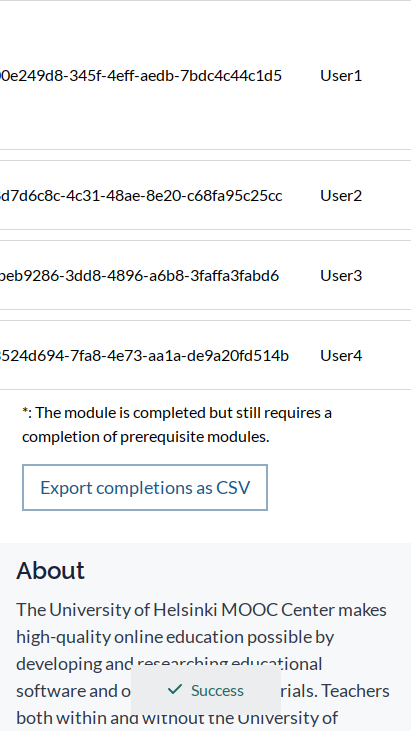 0e249d8-345f-4eff-aedb-7bdc4c44c1d5 User1
d7d6c8c-4c31-48ae-8e20-c68fa95c25cc User2
beb9286-3dd8-4896-a6b8-3faffa3fabd6 User3
524d694-7fa8-4e73-aa1a-de9a20fd514b User4
*: The module is completed but still requires a
completion of prerequisite modules.
Export completions as CSV
About
The University of Helsinki MOOC Center makes
high-quality online education possible by
developing and researching educational
software and o rials. Teachers
Success
both within and without the University of